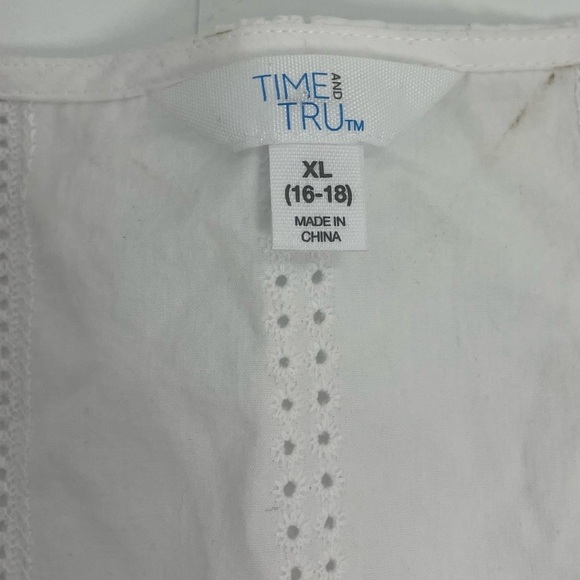 TIME AND
TRU™
XL
(16-18)
MADE IN
CHINA